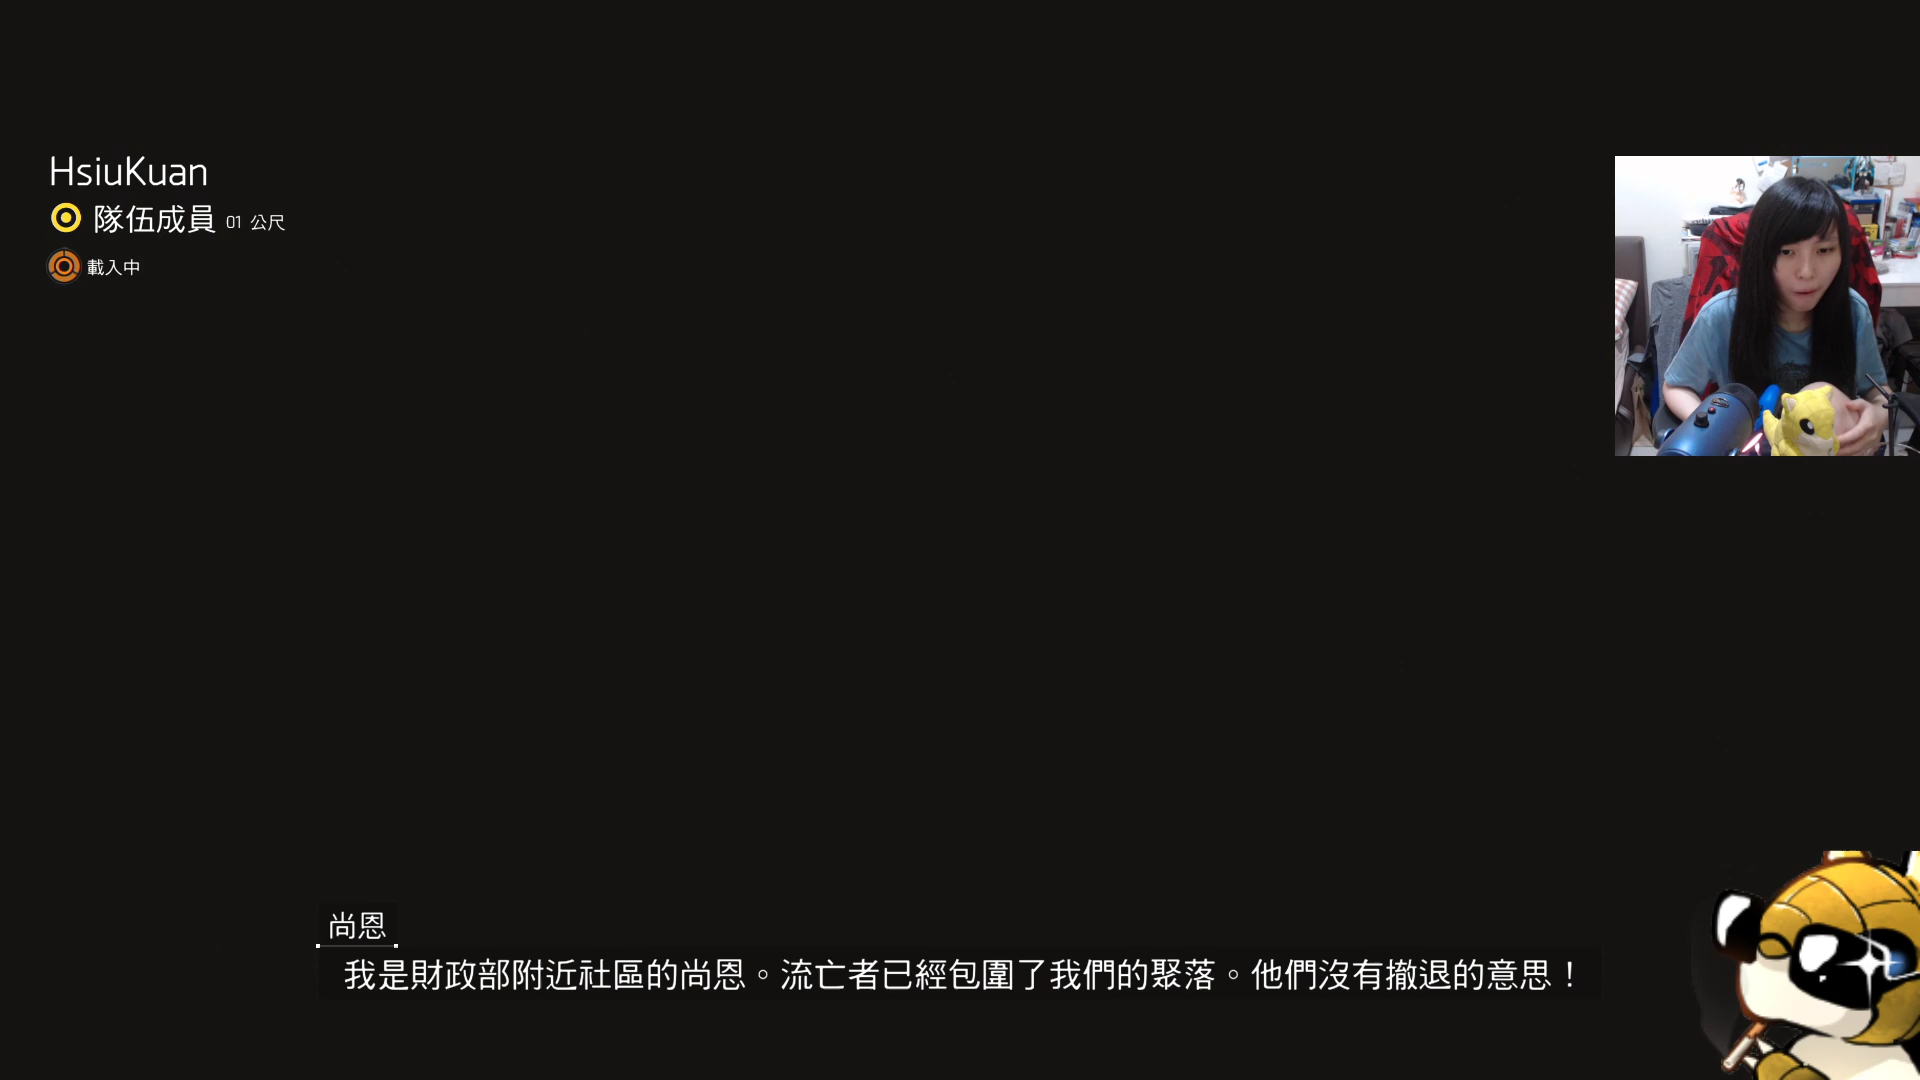 HsiuKuan
隊伍成員 01 公尺
載入中
尚恩
我是財政部附近社區的尚恩。流亡者已經包圍了我們的聚落。他們沒有撤退的意思！